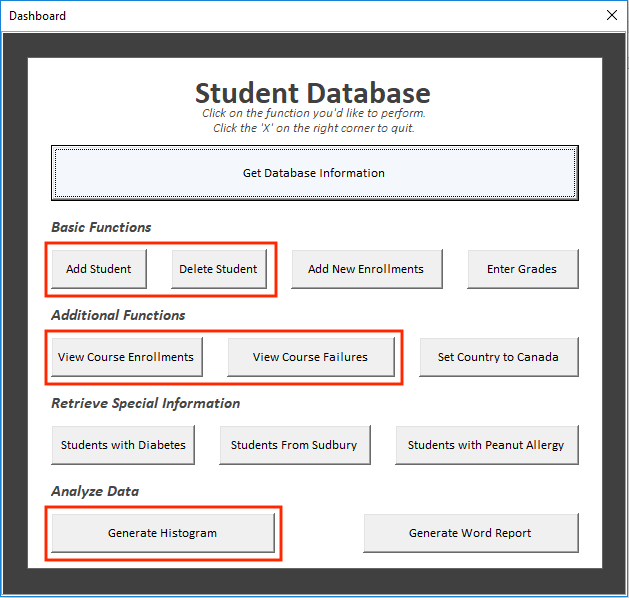 Dashboard
Student Database
Click on the function you'd like to perform.
Click the 'X' on the right corner to quit.
Get Database Information
Basic Functions
Add Student Delete Student Add New Enrollments Enter Grades
Additional Functions
View Course Enrollments View Course Failures Set Country to Canada
Retrieve Special Information
Students with Diabetes Students From Sudbury Students with Peanut Allergy
Analyze Data
Generate Histogram Generate Word Report